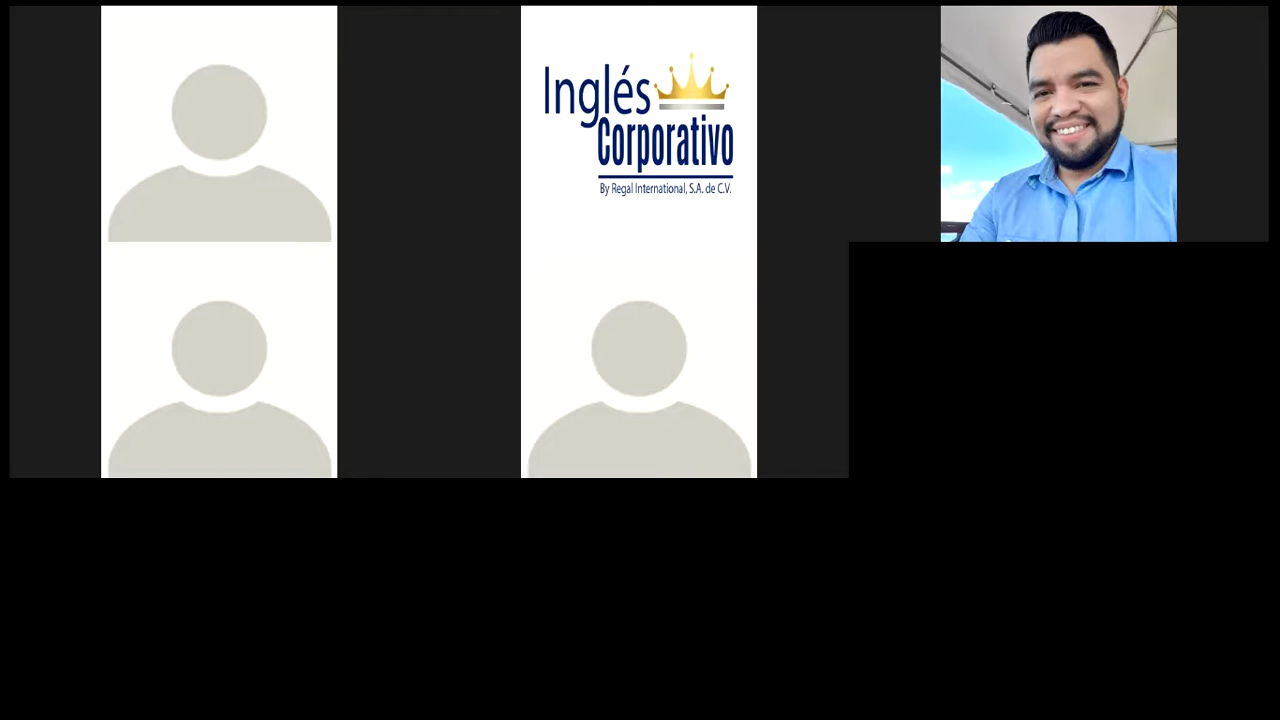 Inglés
Corporativo
By Regal International, S.A. de C.V.